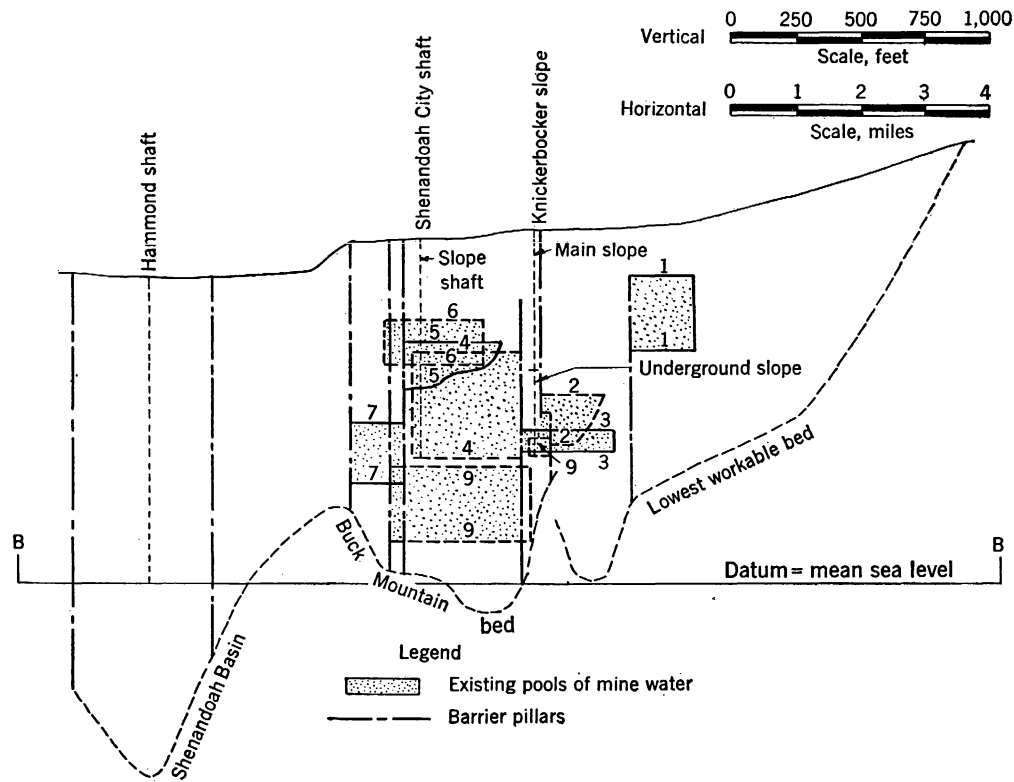 0 250 500 750 1,000
Vertical
Scale, feet
0 1 2 3 4
Horizontal
Scale, miles
Hammond shaft
Shenandoah City shaft
Knickerbocker slope
Slope
shaft
Main slope
1
1
6
5
4
6
5
Underground slope
2
7
3
2
4
3
7
9
9
9
Lowest workable bed
Buck
Mountain
bed
B
B
Datum = mean sea level
Shenandoah Basin
Legend
Existing pools of mine water
Barrier pillars